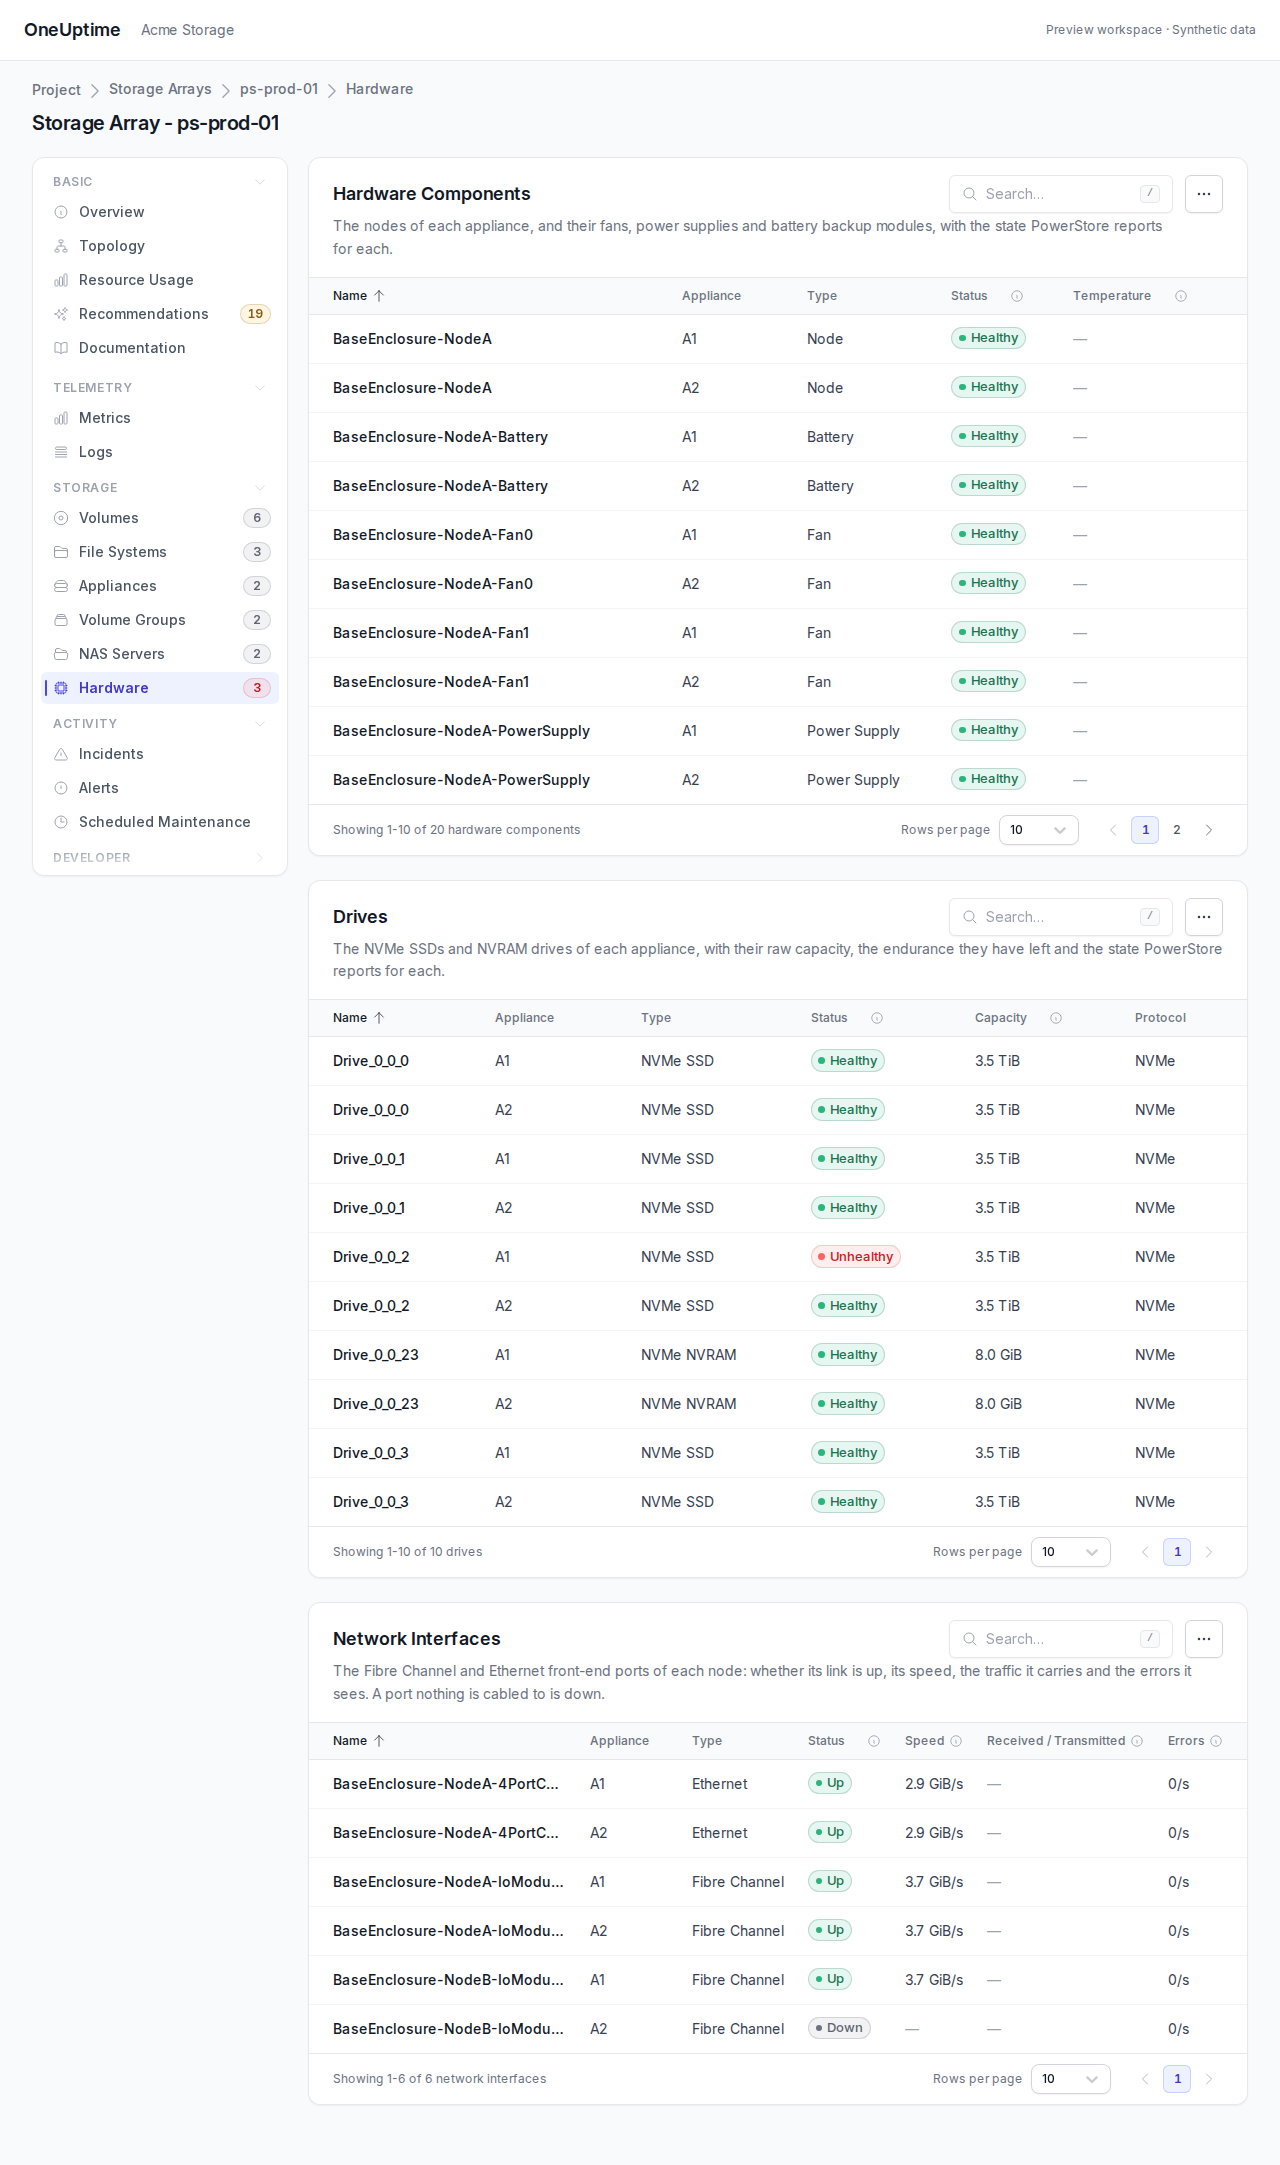 OneUptime Acme Storage Preview workspace · Synthetic data
Project Storage Arrays ps-prod-01 Hardware
Storage Array - ps-prod-01
BASIC
Overview
Topology
Resource Usage
Recommendations 19
Documentation
TELEMETRY
Metrics
Logs
STORAGE
Volumes 6
File Systems 3
Appliances 2
Volume Groups 2
NAS Servers 2
Hardware 3
ACTIVITY
Incidents
Alerts
Scheduled Maintenance
DEVELOPER
Hardware Components Search... / ...
The nodes of each appliance, and their fans, power supplies and battery backup modules, with the state PowerStore reports
for each.
Name Appliance Type Status Temperature
BaseEnclosure-NodeA A1 Node Healthy —
BaseEnclosure-NodeA A2 Node Healthy —
BaseEnclosure-NodeA-Battery A1 Battery Healthy —
BaseEnclosure-NodeA-Battery A2 Battery Healthy —
BaseEnclosure-NodeA-Fan0 A1 Fan Healthy —
BaseEnclosure-NodeA-Fan0 A2 Fan Healthy —
BaseEnclosure-NodeA-Fan1 A1 Fan Healthy —
BaseEnclosure-NodeA-Fan1 A2 Fan Healthy —
BaseEnclosure-NodeA-PowerSupply A1 Power Supply Healthy —
BaseEnclosure-NodeA-PowerSupply A2 Power Supply Healthy —
Showing 1-10 of 20 hardware components Rows per page 10 1 2
Drives Search... / ...
The NVMe SSDs and NVRAM drives of each appliance, with their raw capacity, the endurance they have left and the state PowerStore
reports for each.
Name Appliance Type Status Capacity Protocol
Drive_0_0_0 A1 NVMe SSD Healthy 3.5 TiB NVMe
Drive_0_0_0 A2 NVMe SSD Healthy 3.5 TiB NVMe
Drive_0_0_1 A1 NVMe SSD Healthy 3.5 TiB NVMe
Drive_0_0_1 A2 NVMe SSD Healthy 3.5 TiB NVMe
Drive_0_0_2 A1 NVMe SSD Unhealthy 3.5 TiB NVMe
Drive_0_0_2 A2 NVMe SSD Healthy 3.5 TiB NVMe
Drive_0_0_23 A1 NVMe NVRAM Healthy 8.0 GiB NVMe
Drive_0_0_23 A2 NVMe NVRAM Healthy 8.0 GiB NVMe
Drive_0_0_3 A1 NVMe SSD Healthy 3.5 TiB NVMe
Drive_0_0_3 A2 NVMe SSD Healthy 3.5 TiB NVMe
Showing 1-10 of 10 drives Rows per page 10 1
Network Interfaces Search... / ...
The Fibre Channel and Ethernet front-end ports of each node: whether its link is up, its speed, the traffic it carries and the errors it
sees. A port nothing is cabled to is down.
Name Appliance Type Status Speed Received / Transmitted Errors
BaseEnclosure-NodeA-4PortC... A1 Ethernet Up 2.9 GiB/s — 0/s
BaseEnclosure-NodeA-4PortC... A2 Ethernet Up 2.9 GiB/s — 0/s
BaseEnclosure-NodeA-IoModu... A1 Fibre Channel Up 3.7 GiB/s — 0/s
BaseEnclosure-NodeA-IoModu... A2 Fibre Channel Up 3.7 GiB/s — 0/s
BaseEnclosure-NodeB-IoModu... A1 Fibre Channel Up 3.7 GiB/s — 0/s
BaseEnclosure-NodeB-IoModu... A2 Fibre Channel Down — — 0/s
Showing 1-6 of 6 network interfaces Rows per page 10 1